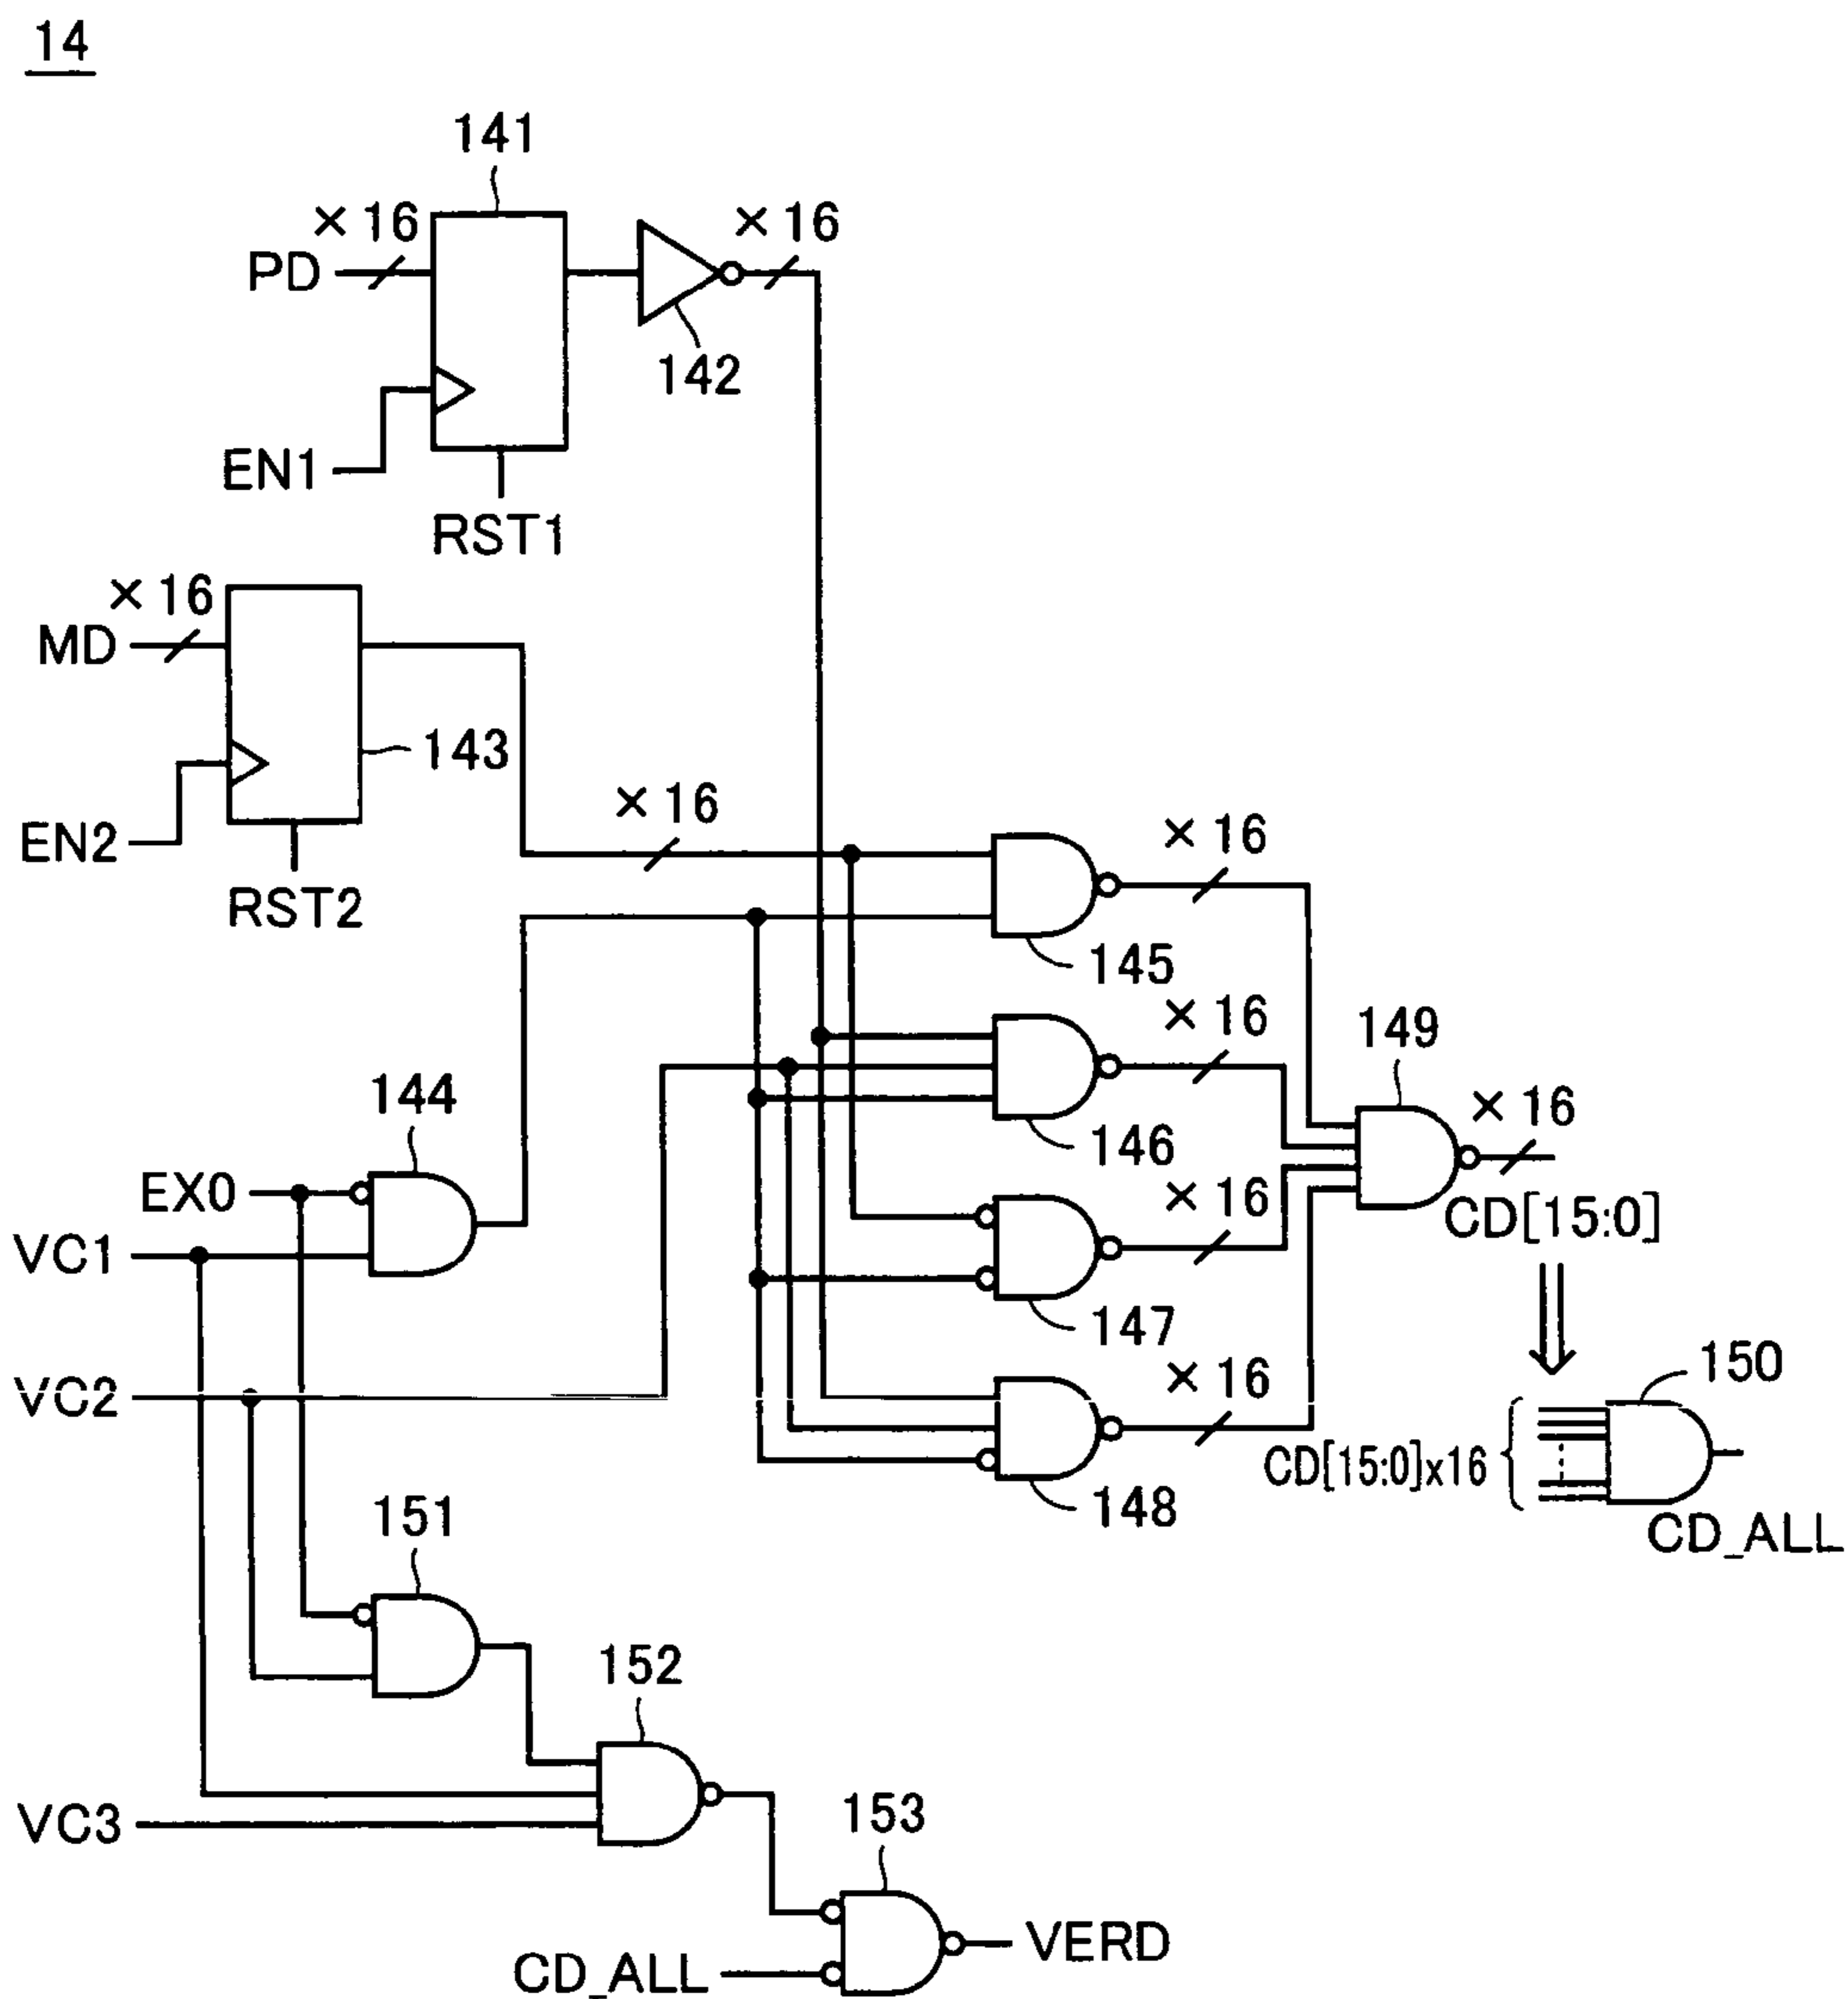 14
141
× 16
× 16
PD
142
EN1
RST1
× 16
MD
143
× 16
EN2
× 16
RST2
145
× 16
149
144
× 16
146
EX0
× 16
CD[15:0]
VC1
147
× 16
150
VC2
CD[15:0]x16
148
151
CD_ALL
152
153
VC3
VERD
CD_ALL